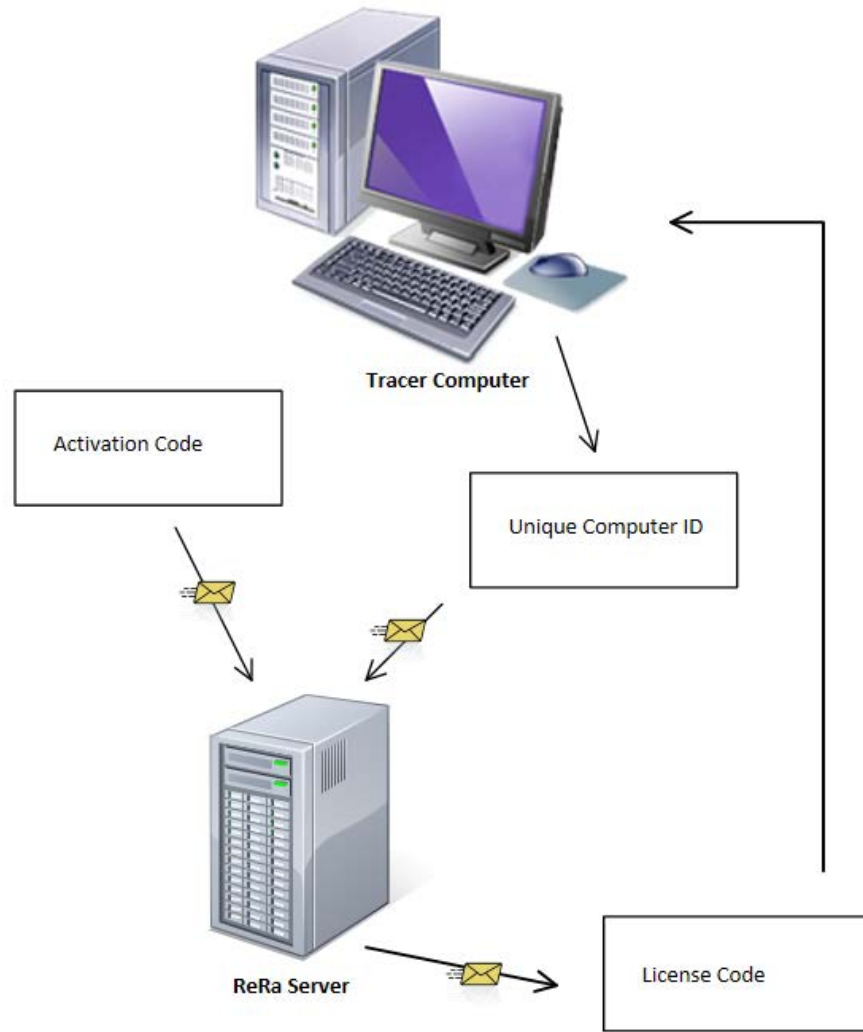 Tracer Computer
Activation Code
Unique Computer ID
ReRa Server
License Code